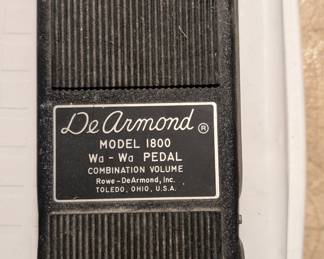 DeArmond ®
MODEL 1800
Wa - Wa PEDAL
COMBINATION VOLUME
Rowe - DeArmond, Inc.
TOLEDO, OHIO, U.S.A.